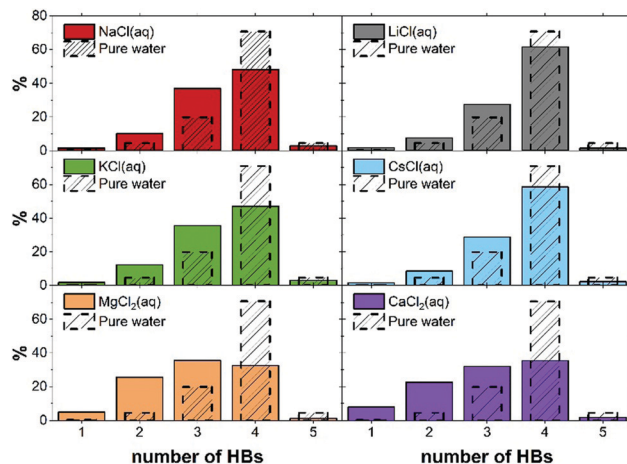 NaCl(aq)
Pure water
LiCl(aq)
Pure water
80
60
40
20
0
%
KCl(aq)
Pure water
CsCl(aq)
Pure water
60
40
20
0
%
MgCl₂(aq)
Pure water
CaCl₂(aq)
Pure water
60
40
20
0
%
1 2 3 4 5
1 2 3 4 5
number of HBs
number of HBs